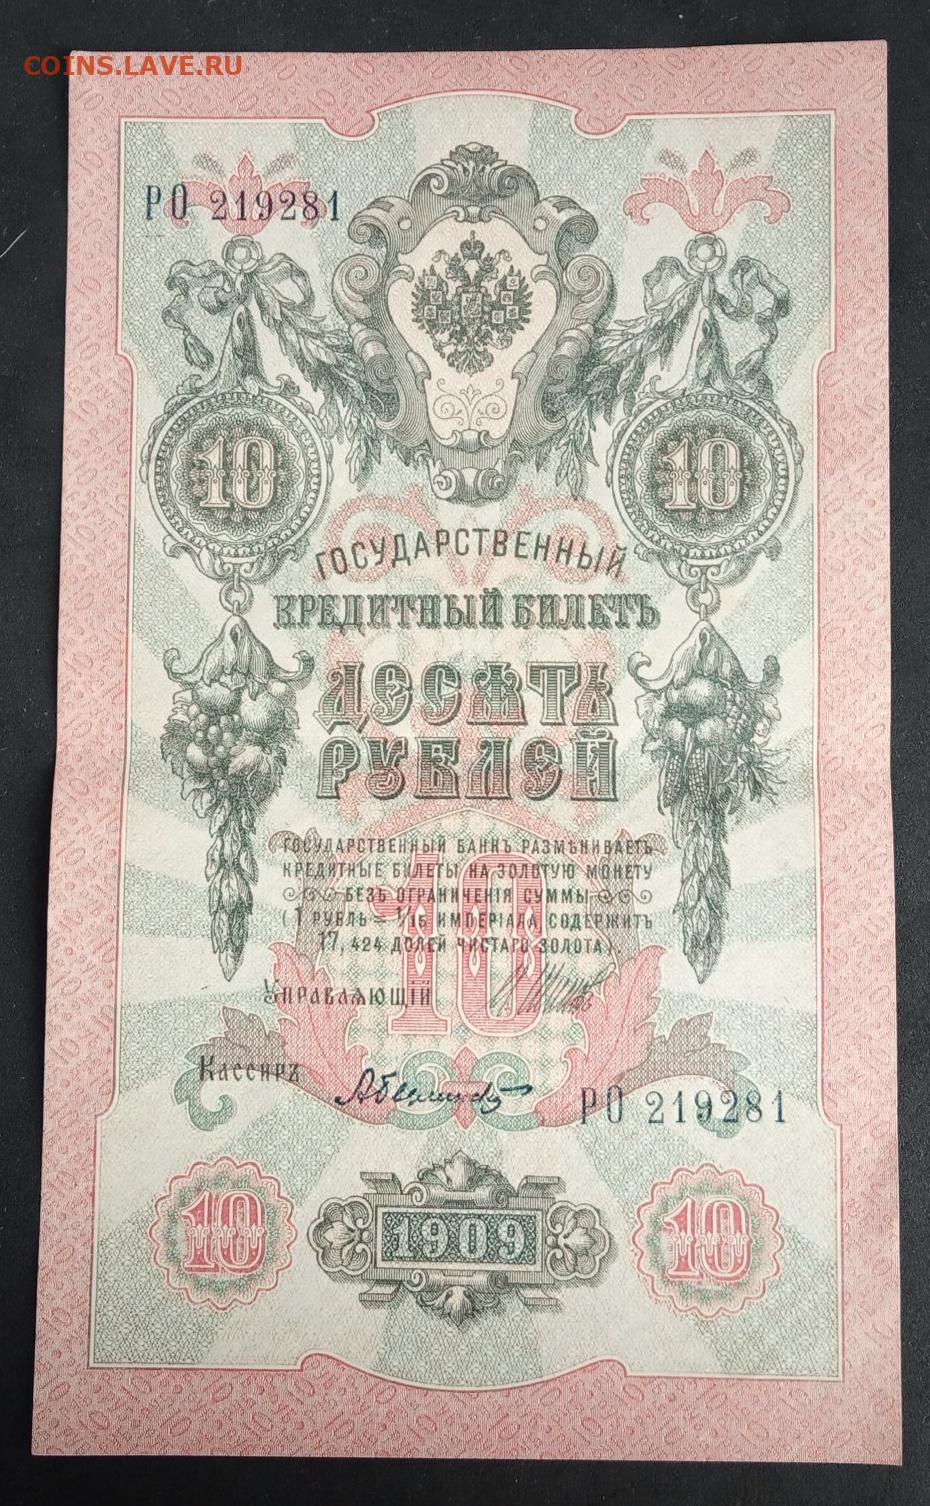 COINS.LAVE.RU
РО 219281
10 10
ГОСУДАРСТВЕННЫЙ
КРЕДИТНЫЙ БИЛЕТЪ
ДЕСЯТЬ
РУБЛЕЙ
ГОСУДАРСТВЕННЫЙ БАНКЪ РАЗМѢНИВАЕТЪ
КРЕДИТНЫЕ БИЛЕТЫ НА ЗОЛОТУЮ МОНЕТУ
БЕЗЪ ОГРАНИЧЕНІЯ СУММЫ
(1 РУБЛЬ = 1/15 ИМПЕРІАЛА, СОДЕРЖИТЪ
17,424 ДОЛЕЙ ЧИСТАГО ЗОЛОТА).
10
УПРАВЛЯЮЩІЙ
КАССИРЪ
РО 219281
10 1909 10